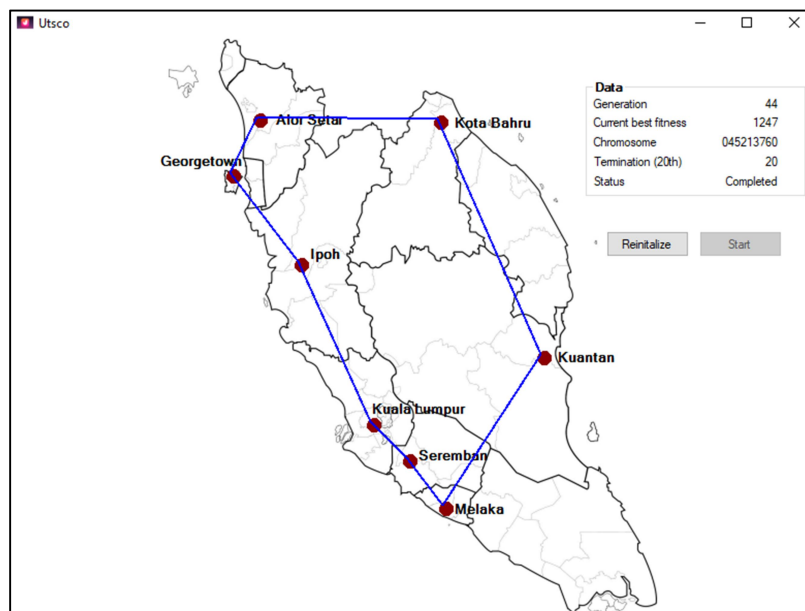 Utsco
Alor Setar
Kota Bahru
Georgetown
Ipoh
Kuantan
Kuala Lumpur
Seremban
Melaka
Data
Generation 44
Current best fitness 1247
Chromosome 045213760
Termination (20th) 20
Status Completed
Reinitalize Start